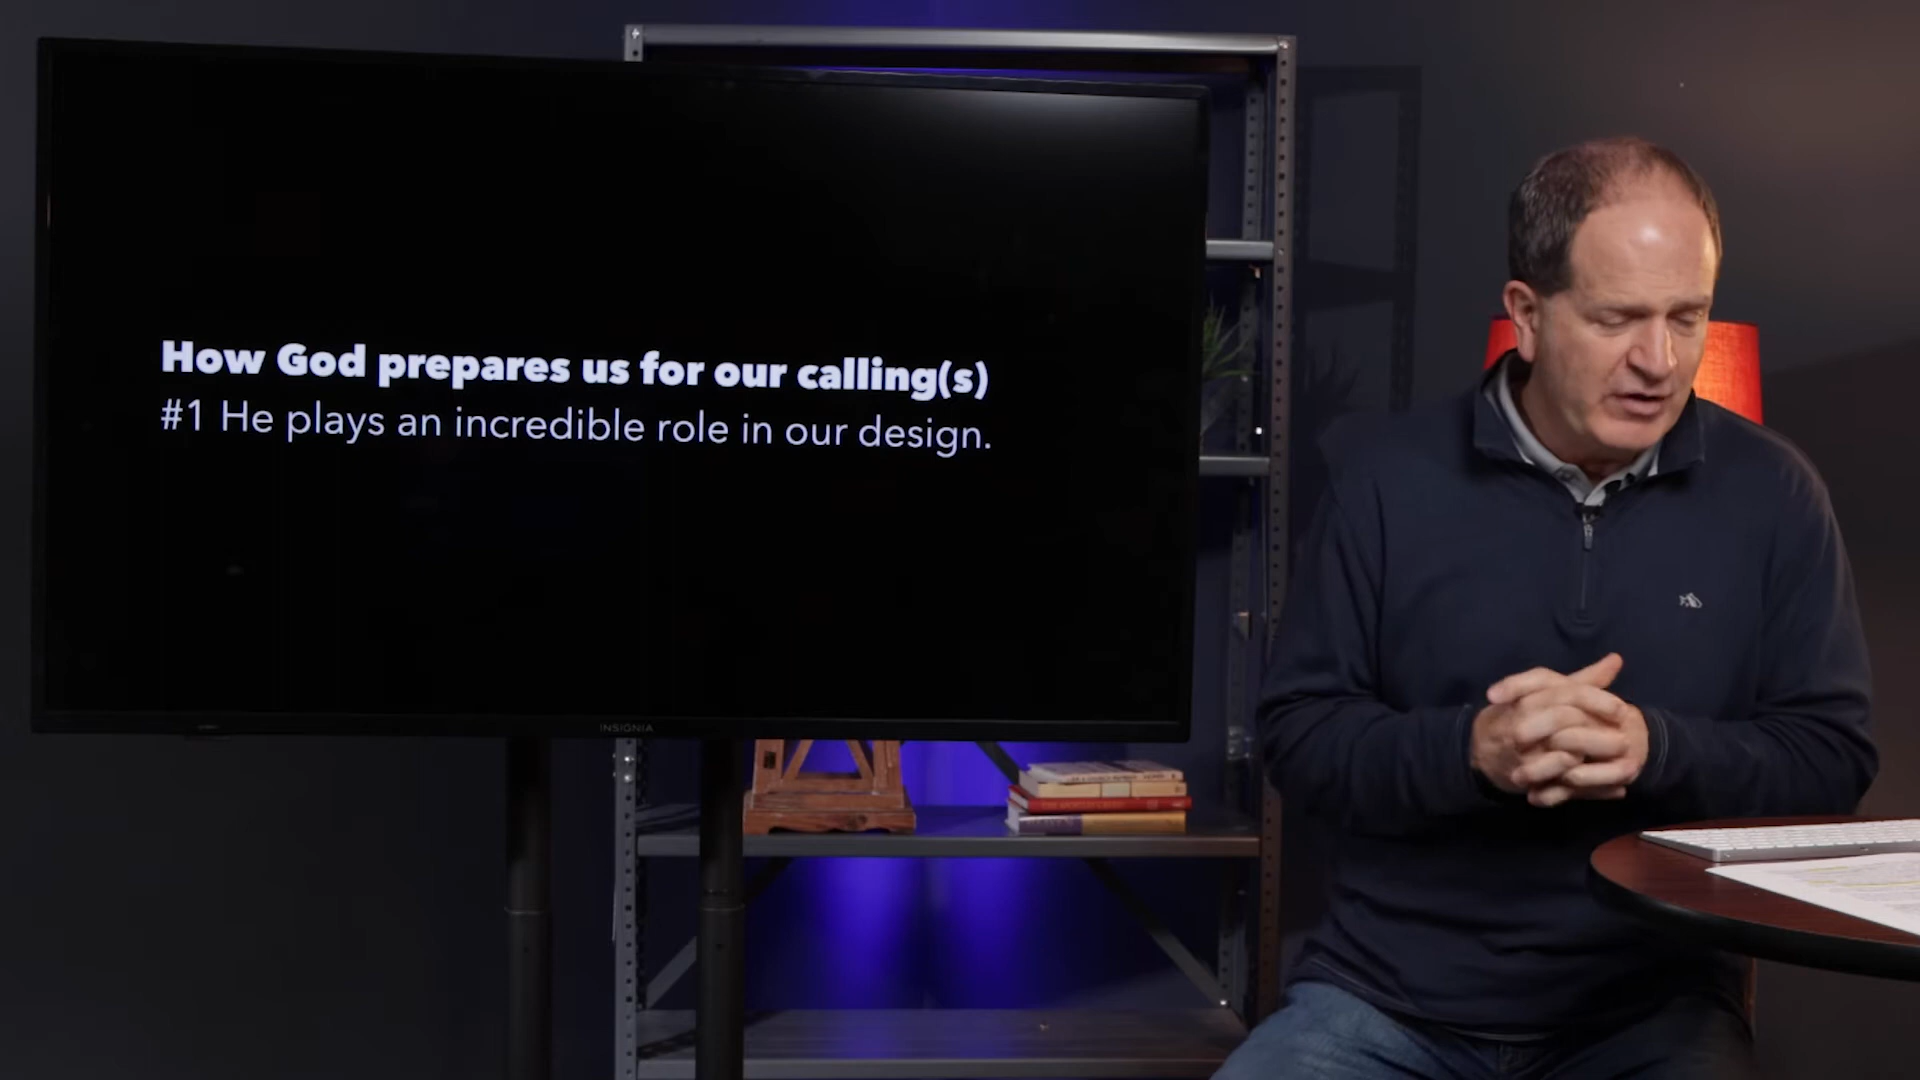 How God prepares us for our calling(s)
#1 He plays an incredible role in our design.
INSIGNIA